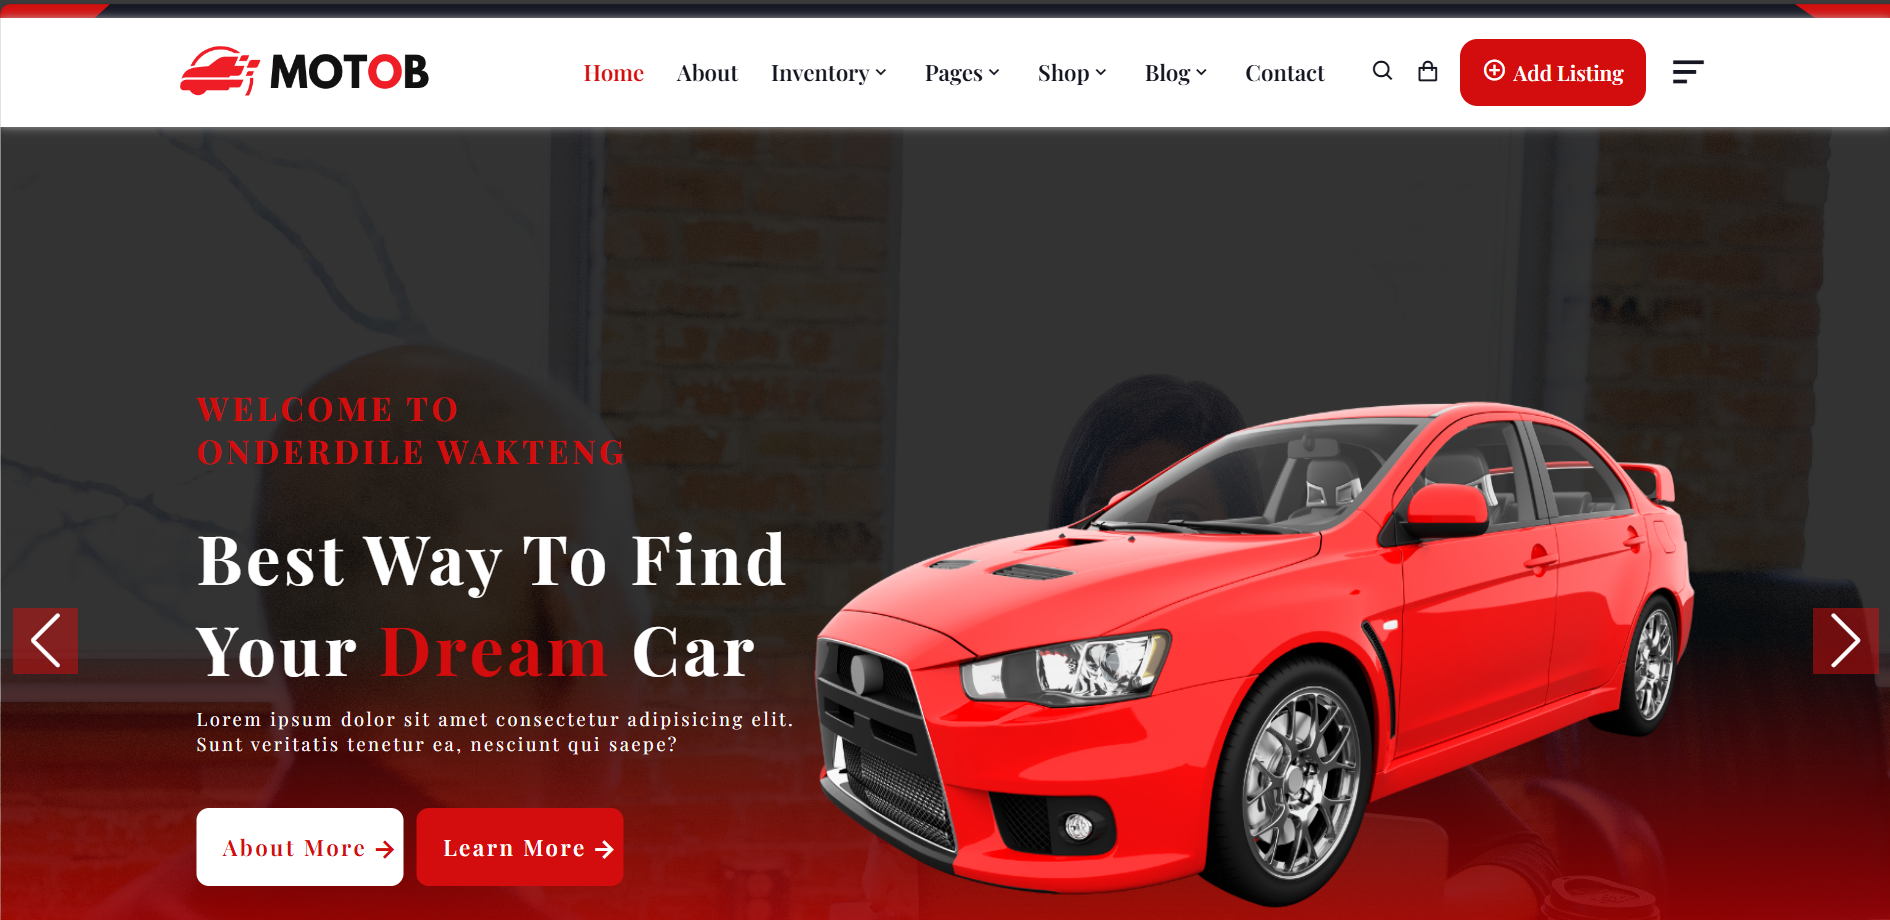 MOTOB
Home About Inventory Pages Shop Blog Contact Add Listing
WELCOME TO
ONDERDILE WAKTENG
Best Way To Find
Your Dream Car
Lorem ipsum dolor sit amet consectetur adipisicing elit.
Sunt veritatis tenetur ea, nesciunt qui saepe?
About More Learn More